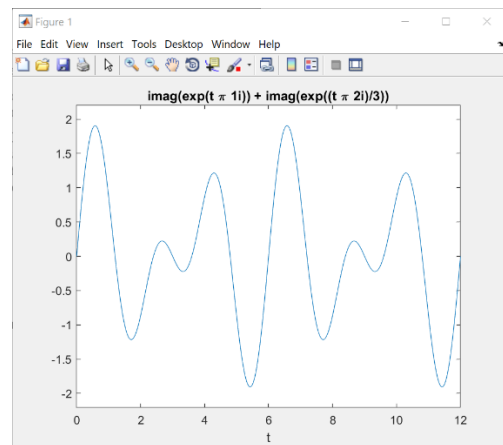 Figure 1
File Edit View Insert Tools Desktop Window Help
imag(exp(t π 1i)) + imag(exp((t π 2i)/3))
2
1.5
1
0.5
0
-0.5
-1
-1.5
-2
0 2 4 6 8 10 12
t